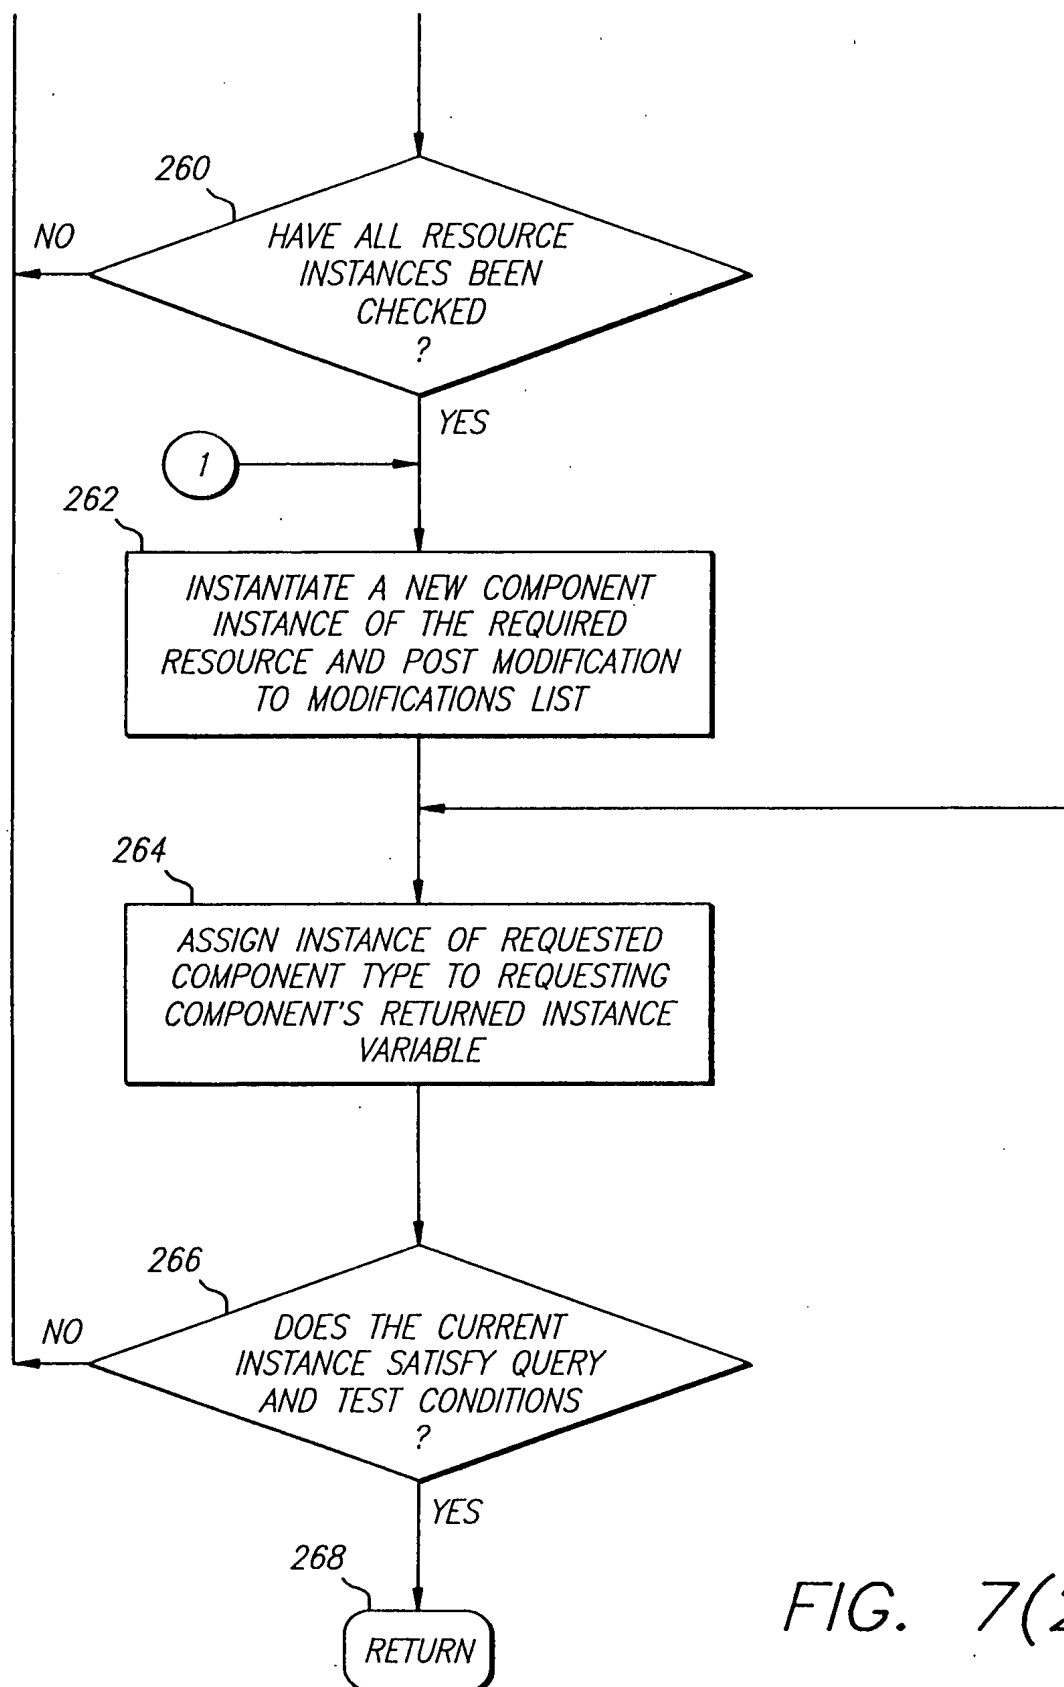 260
NO
HAVE ALL RESOURCE
INSTANCES BEEN
CHECKED
?
YES
1
262
INSTANTIATE A NEW COMPONENT
INSTANCE OF THE REQUIRED
RESOURCE AND POST MODIFICATION
TO MODIFICATIONS LIST
264
ASSIGN INSTANCE OF REQUESTED
COMPONENT TYPE TO REQUESTING
COMPONENT'S RETURNED INSTANCE
VARIABLE
266
NO
DOES THE CURRENT
INSTANCE SATISFY QUERY
AND TEST CONDITIONS
?
YES
268
RETURN
FIG. 7(2